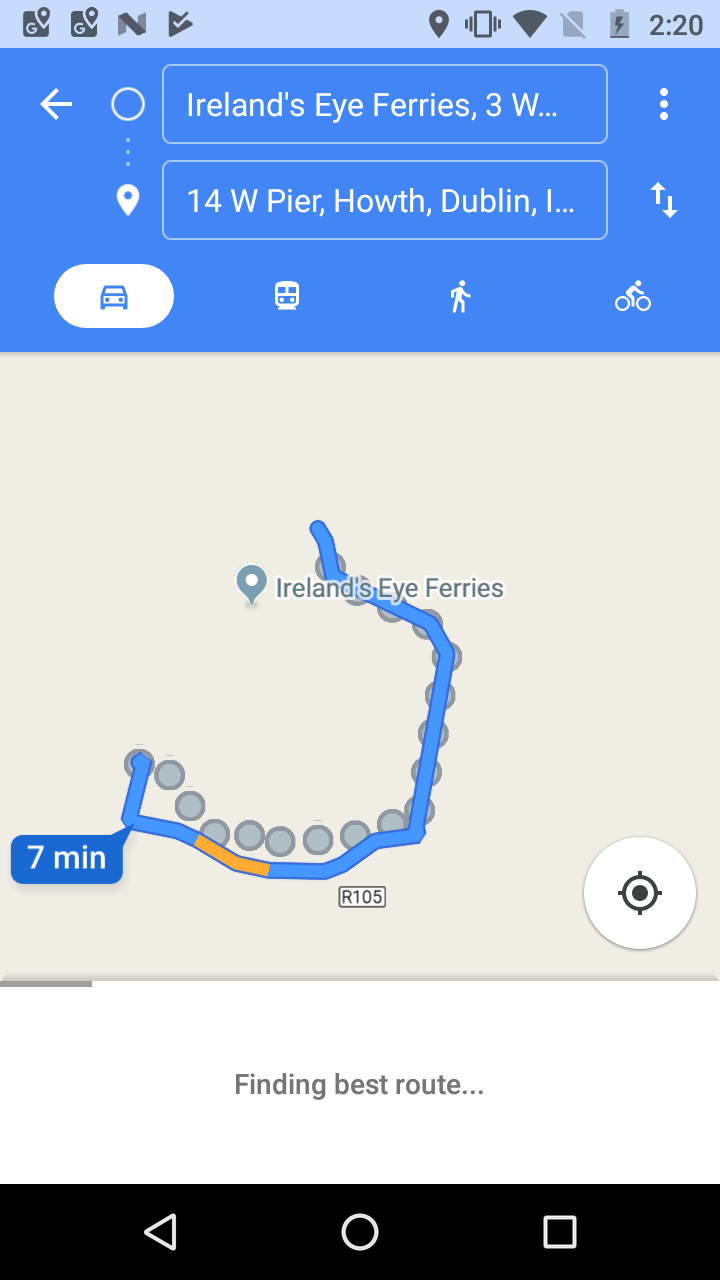 2:20
Ireland's Eye Ferries, 3 W...
14 W Pier, Howth, Dublin, I...
Ireland's Eye Ferries
7 min
R105
Finding best route...